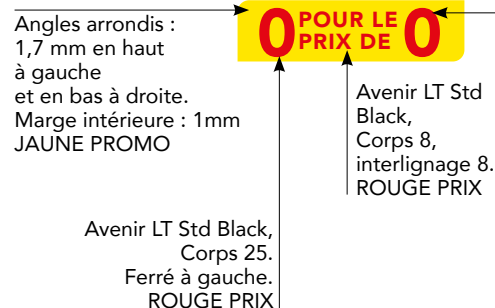 Angles arrondis :
1,7 mm en haut
à gauche
et en bas à droite.
Marge intérieure : 1mm
JAUNE PROMO
0 POUR LE PRIX DE 0
Avenir LT Std
Black,
Corps 8,
interlignage 8.
ROUGE PRIX
Avenir LT Std Black,
Corps 25.
Ferré à gauche.
ROUGE PRIX